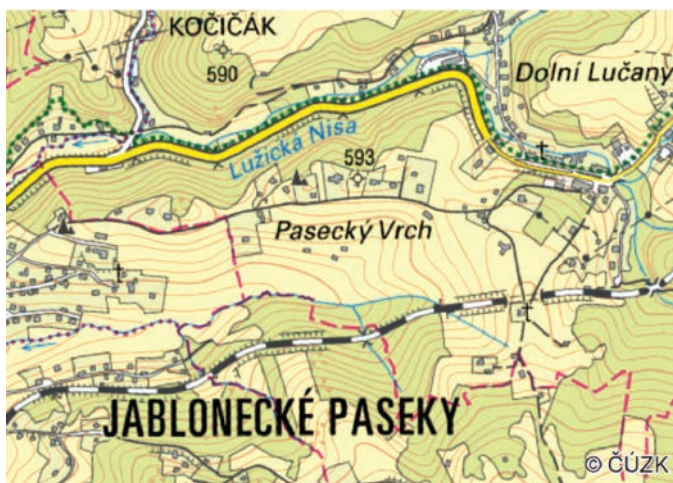 KOČIČÁK
590
Dolní Lučany
Lužická Nisa
593
Pasecký Vrch
JABLONECKÉ PASEKY
© ČÚZK